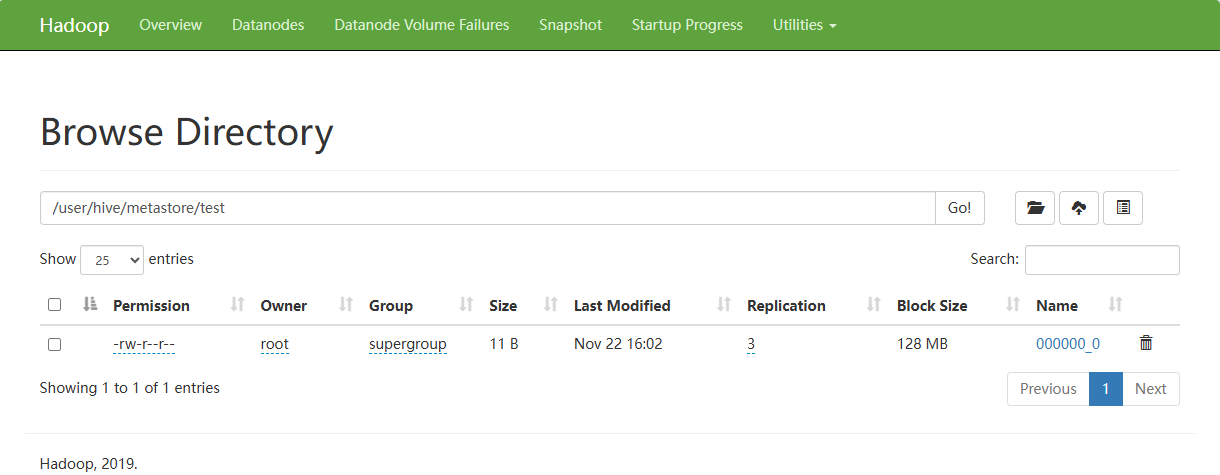 Hadoop Overview Datanodes Datanode Volume Failures Snapshot Startup Progress Utilities
Browse Directory
/user/hive/metastore/test Go!
Show 25 entries Search:
Permission Owner Group Size Last Modified Replication Block Size Name
-rw-r--r-- root supergroup 11 B Nov 22 16:02 3 128 MB 000000_0
Showing 1 to 1 of 1 entries Previous 1 Next
Hadoop, 2019.